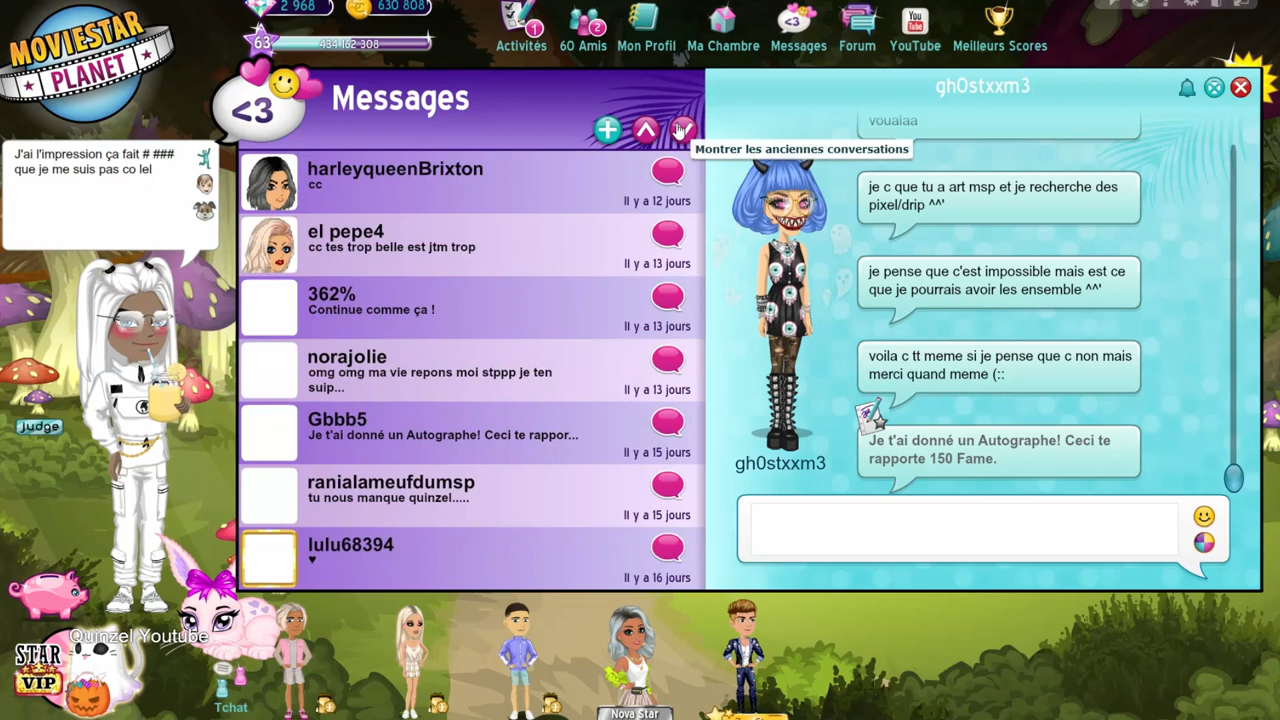 MOVIESTAR
PLANET
2 968
630 808
63
434 162 308
1
2
<3
You
Tube
Activités
60 Amis
Mon Profil
Ma Chambre
Messages
Forum
YouTube
Meilleurs Scores
J'ai l'impression ça fait # ###
que je me suis pas co lel
judge
Quinzel Youtube
STAR
VIP
Tchat
<3
Messages
Montrer les anciennes conversations
harleyqueenBrixton
cc
Il y a 12 jours
el pepe4
cc tes trop belle est jtm trop
Il y a 13 jours
362%
Continue comme ça !
Il y a 13 jours
norajolie
omg omg ma vie repons moi stppp je ten
suip...
Il y a 13 jours
Gbbb5
Je t'ai donné un Autographe! Ceci te rappor...
Il y a 15 jours
ranialameufdumsp
tu nous manque quinzel.....
Il y a 15 jours
lulu68394
♥
Il y a 16 jours
gh0stxxm3
voualaa
je c que tu a art msp et je recherche des
pixel/drip ^^'
je pense que c'est impossible mais est ce
que je pourrais avoir les ensemble ^^'
voila c tt meme si je pense que c non mais
merci quand meme (::
Je t'ai donné un Autographe! Ceci te
rapporte 150 Fame.
gh0stxxm3
Nova Star